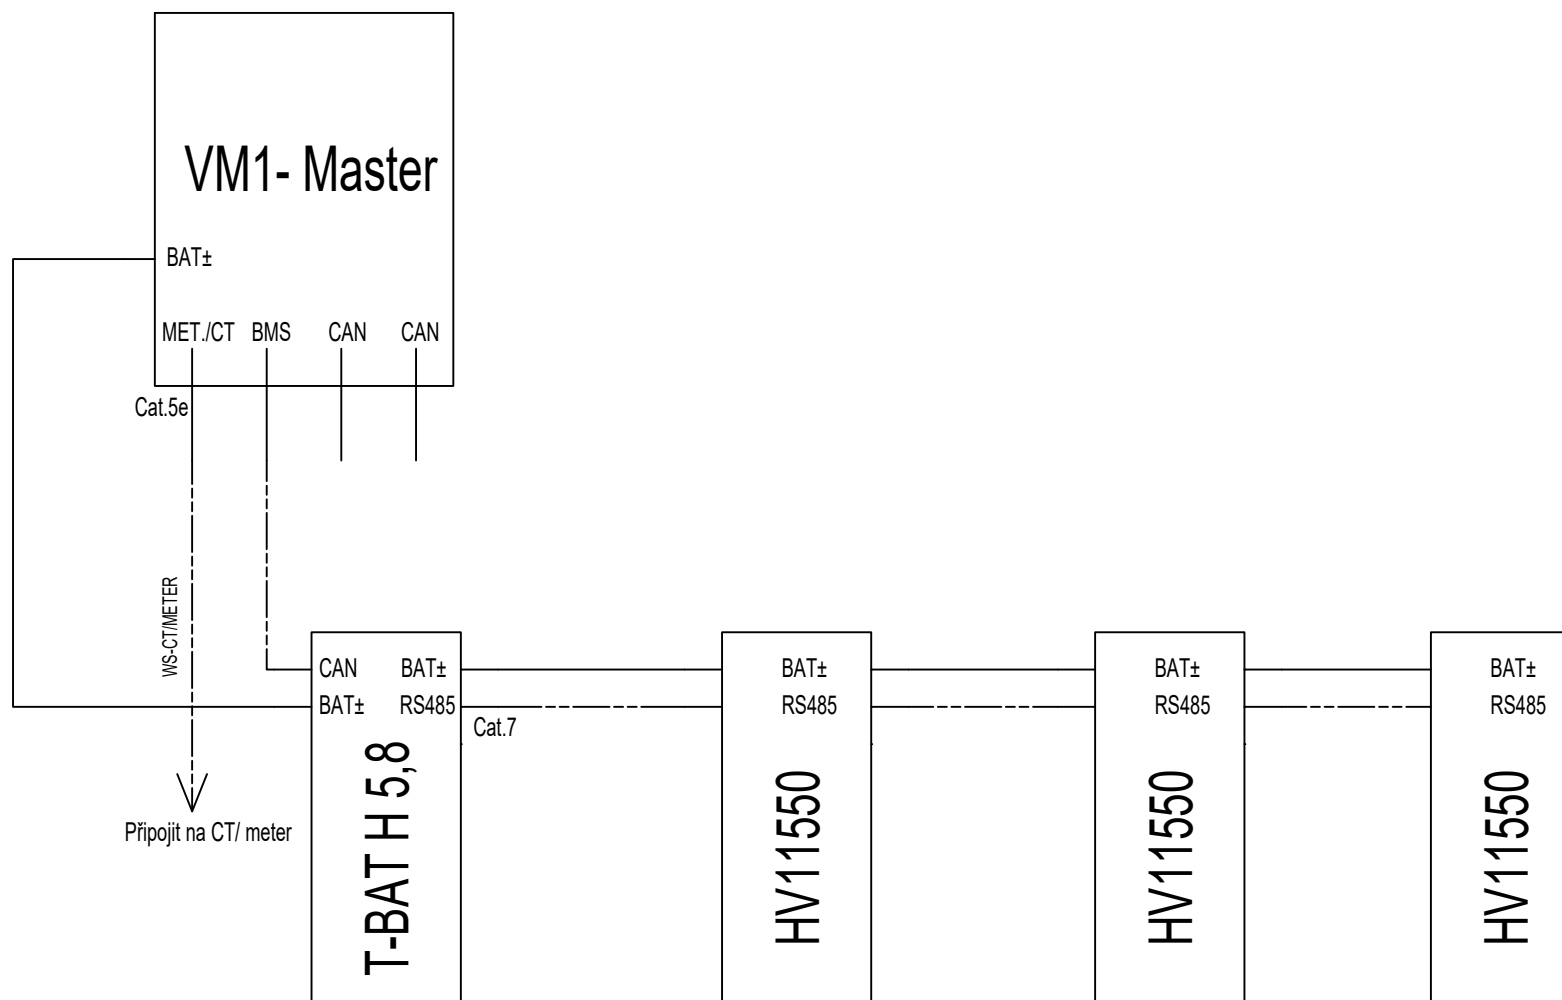 VM1- Master
BAT±
MET./CT BMS CAN CAN
Cat.5e
WS-CT/METER
CAN BAT±
BAT± RS485
Cat.7
T-BAT H 5,8
BAT±
RS485
HV11550
BAT±
RS485
HV11550
BAT±
RS485
HV11550
Připojit na CT/ meter